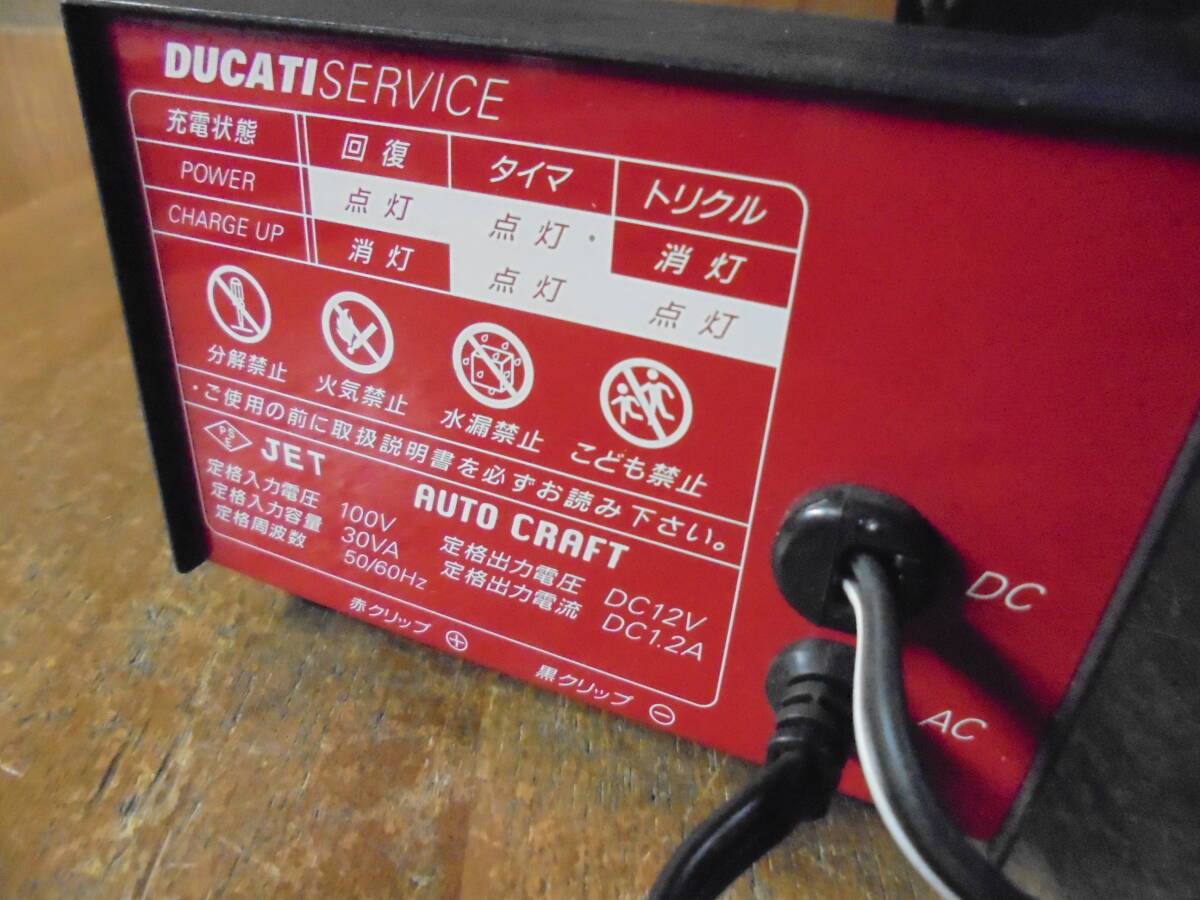 DUCATISERVICE
充電状態 回復 タイマ トリクル
POWER 点灯 点灯・ 消灯
CHARGE UP 消灯 点灯 点灯
分解禁止 火気禁止 水漏禁止 こども禁止
・ご使用の前に取扱説明書を必ずお読み下さい。
PSE JET AUTO CRAFT
定格入力電圧 100V
定格入力容量 30VA
定格周波数 50/60Hz
定格出力電圧 DC12V
定格出力電流 DC1.2A
赤クリップ ⊕ 黒クリップ ⊖
DC
AC